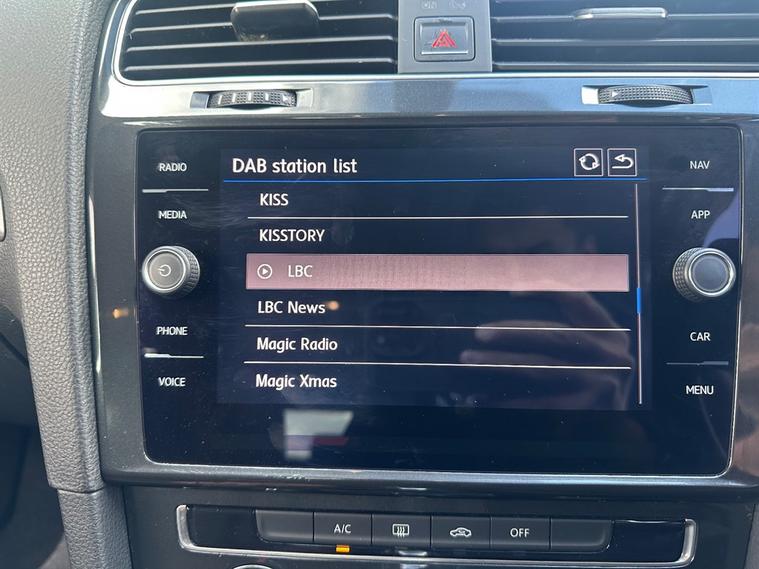 RADIO
MEDIA
PHONE
VOICE
DAB station list
KISS
KISSTORY
LBC
LBC News
Magic Radio
Magic Xmas
NAV
APP
CAR
MENU
A/C
OFF